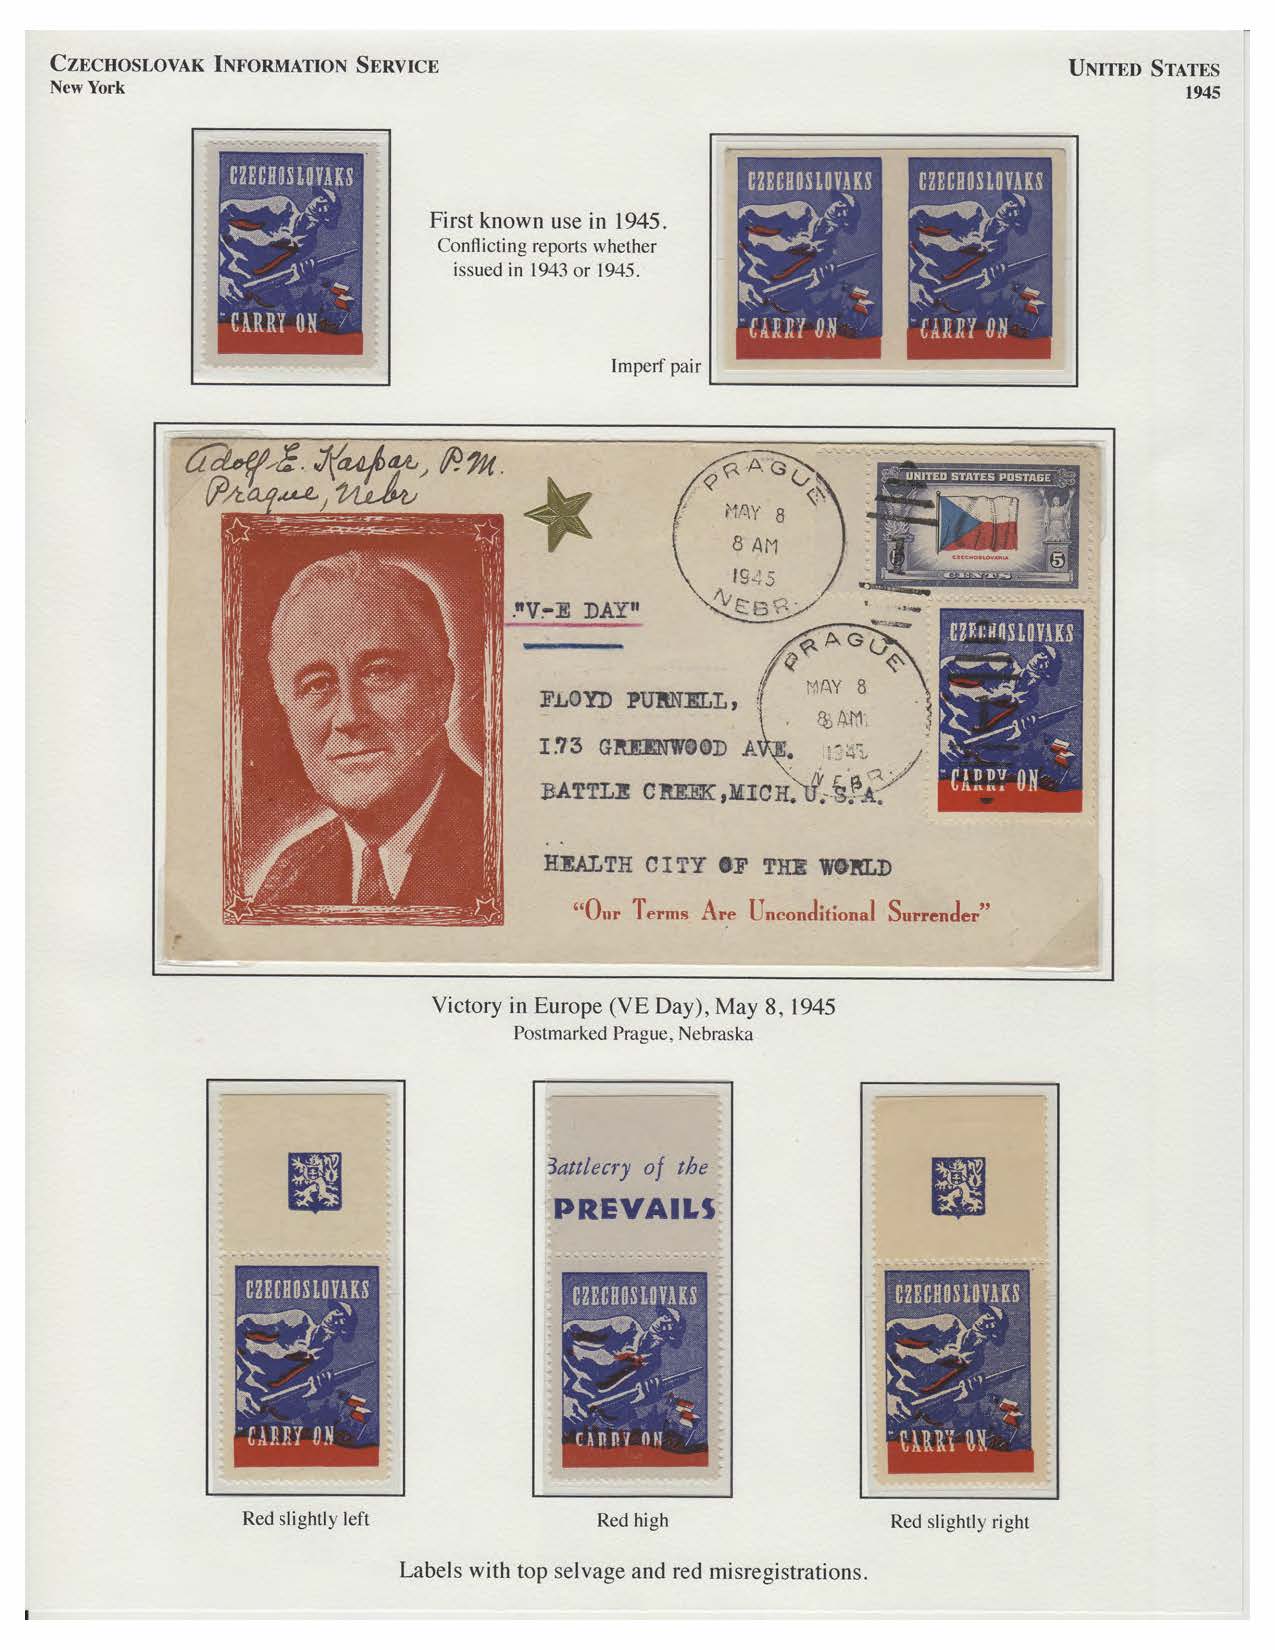 CZECHOSLOVAK INFORMATION SERVICE
New York
UNITED STATES
1945
CZECHOSLOVAKS
CARRY ON
First known use in 1945.
Conflicting reports whether
issued in 1943 or 1945.
Imperf pair
CZECHOSLOVAKS
CARRY ON
CZECHOSLOVAKS
CARRY ON
Adolf E. Kaspar, P.M.
Prague, Nebr
PRAGUE
MAY 8
8 AM
1945
NEBR.
UNITED STATES POSTAGE
CZECHOSLOVAKIA
5
CENTS
"V-E DAY"
PRAGUE
MAY 8
8 AM
1945
NEBR.
CZECHOSLOVAKS
CARRY ON
FLOYD PURNELL,
173 GREENWOOD AVE.
BATTLE CREEK, MICH. U.S.A.
HEALTH CITY OF THE WORLD
"Our Terms Are Unconditional Surrender"
Victory in Europe (VE Day), May 8, 1945
Postmarked Prague, Nebraska
CZECHOSLOVAKS
CARRY ON
Battlecry of the
PREVAILS
CZECHOSLOVAKS
CARRY ON
CZECHOSLOVAKS
CARRY ON
Red slightly left
Red high
Red slightly right
Labels with top selvage and red misregistrations.